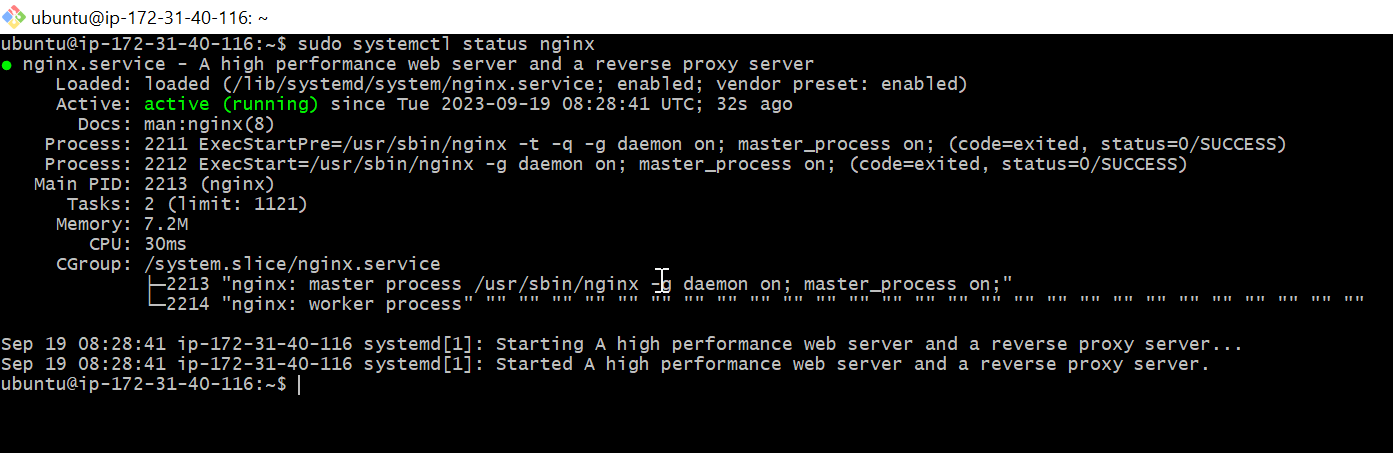 ubuntu@ip-172-31-40-116: ~
ubuntu@ip-172-31-40-116:~$ sudo systemctl status nginx
● nginx.service - A high performance web server and a reverse proxy server
     Loaded: loaded (/lib/systemd/system/nginx.service; enabled; vendor preset: enabled)
     Active: active (running) since Tue 2023-09-19 08:28:41 UTC; 32s ago
       Docs: man:nginx(8)
    Process: 2211 ExecStartPre=/usr/sbin/nginx -t -q -g daemon on; master_process on; (code=exited, status=0/SUCCESS)
    Process: 2212 ExecStart=/usr/sbin/nginx -g daemon on; master_process on; (code=exited, status=0/SUCCESS)
   Main PID: 2213 (nginx)
      Tasks: 2 (limit: 1121)
     Memory: 7.2M
        CPU: 30ms
     CGroup: /system.slice/nginx.service
             ├─2213 "nginx: master process /usr/sbin/nginx -g daemon on; master_process on;"
             └─2214 "nginx: worker process" "" "" "" "" "" "" "" "" "" "" "" "" "" "" "" "" "" "" "" "" "" "" "" "" "" "" ""
Sep 19 08:28:41 ip-172-31-40-116 systemd[1]: Starting A high performance web server and a reverse proxy server...
Sep 19 08:28:41 ip-172-31-40-116 systemd[1]: Started A high performance web server and a reverse proxy server.
ubuntu@ip-172-31-40-116:~$